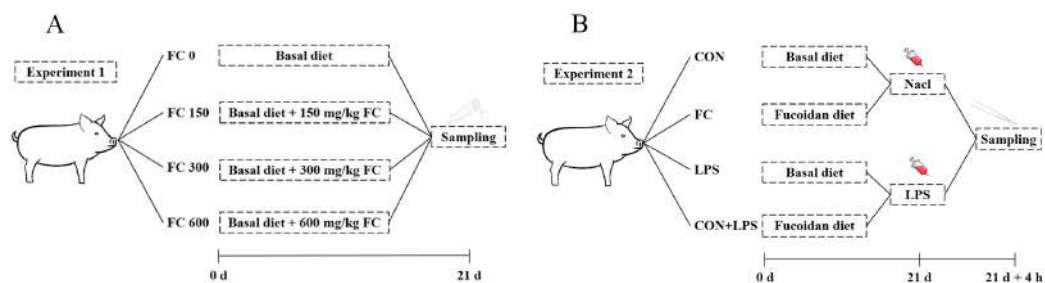 A
Experiment 1
FC 0
Basal diet
FC 150
Basal diet + 150 mg/kg FC
FC 300
Basal diet + 300 mg/kg FC
FC 600
Basal diet + 600 mg/kg FC
Sampling
0 d
21 d
B
Experiment 2
CON
Basal diet
FC
Fucoidan diet
Nacl
LPS
Basal diet
CON+LPS
Fucoidan diet
LPS
Sampling
0 d
21 d
21 d + 4 h